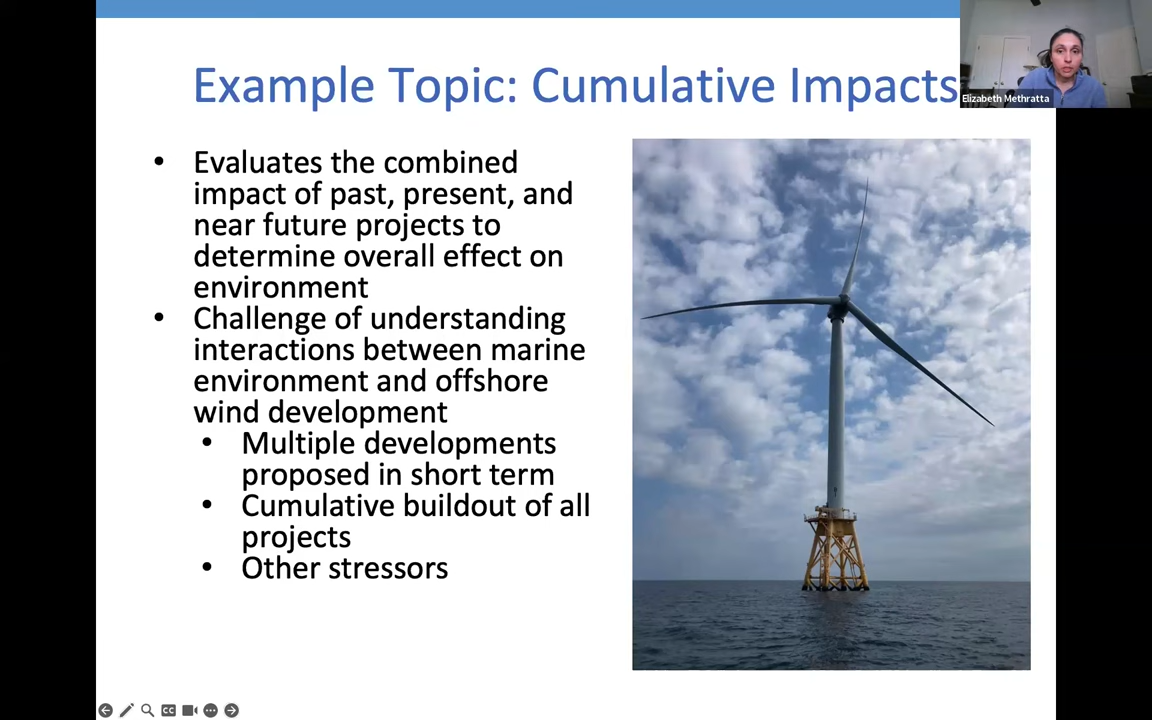 Example Topic: Cumulative Impacts
Elizabeth Methratta
• Evaluates the combined
impact of past, present, and
near future projects to
determine overall effect on
environment
• Challenge of understanding
interactions between marine
environment and offshore
wind development
• Multiple developments
proposed in short term
• Cumulative buildout of all
projects
• Other stressors
CC